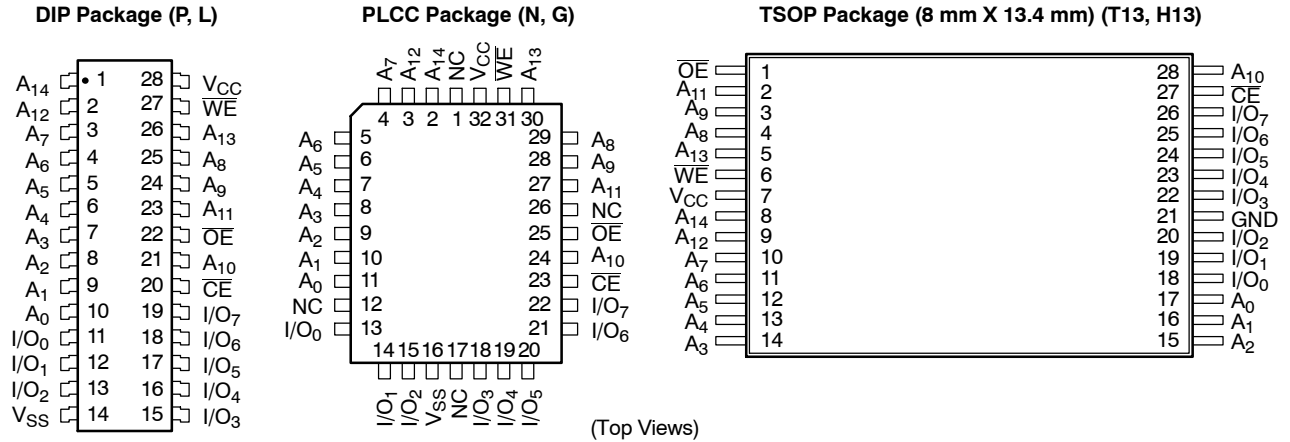 DIP Package (P, L)
A14 1 28 VCC
A12 2 27 WE
A7 3 26 A13
A6 4 25 A8
A5 5 24 A9
A4 6 23 A11
A3 7 22 OE
A2 8 21 A10
A1 9 20 CE
A0 10 19 I/O7
I/O0 11 18 I/O6
I/O1 12 17 I/O5
I/O2 13 16 I/O4
VSS 14 15 I/O3
PLCC Package (N, G)
A7 A12 A14 NC VCC WE A13
4 3 2 1 32 31 30
A6 5 29 A8
A5 6 28 A9
A4 7 27 A11
A3 8 26 NC
A2 9 25 OE
A1 10 24 A10
A0 11 23 CE
NC 12 22 I/O7
I/O0 13 21 I/O6
14 15 16 17 18 19 20
I/O1 I/O2 VSS NC I/O3 I/O4 I/O5
TSOP Package (8 mm X 13.4 mm) (T13, H13)
OE 1 28 A10
A11 2 27 CE
A9 3 26 I/O7
A8 4 25 I/O6
A13 5 24 I/O5
WE 6 23 I/O4
VCC 7 22 I/O3
A14 8 21 GND
A12 9 20 I/O2
A7 10 19 I/O1
A6 11 18 I/O0
A5 12 17 A0
A4 13 16 A1
A3 14 15 A2
(Top Views)